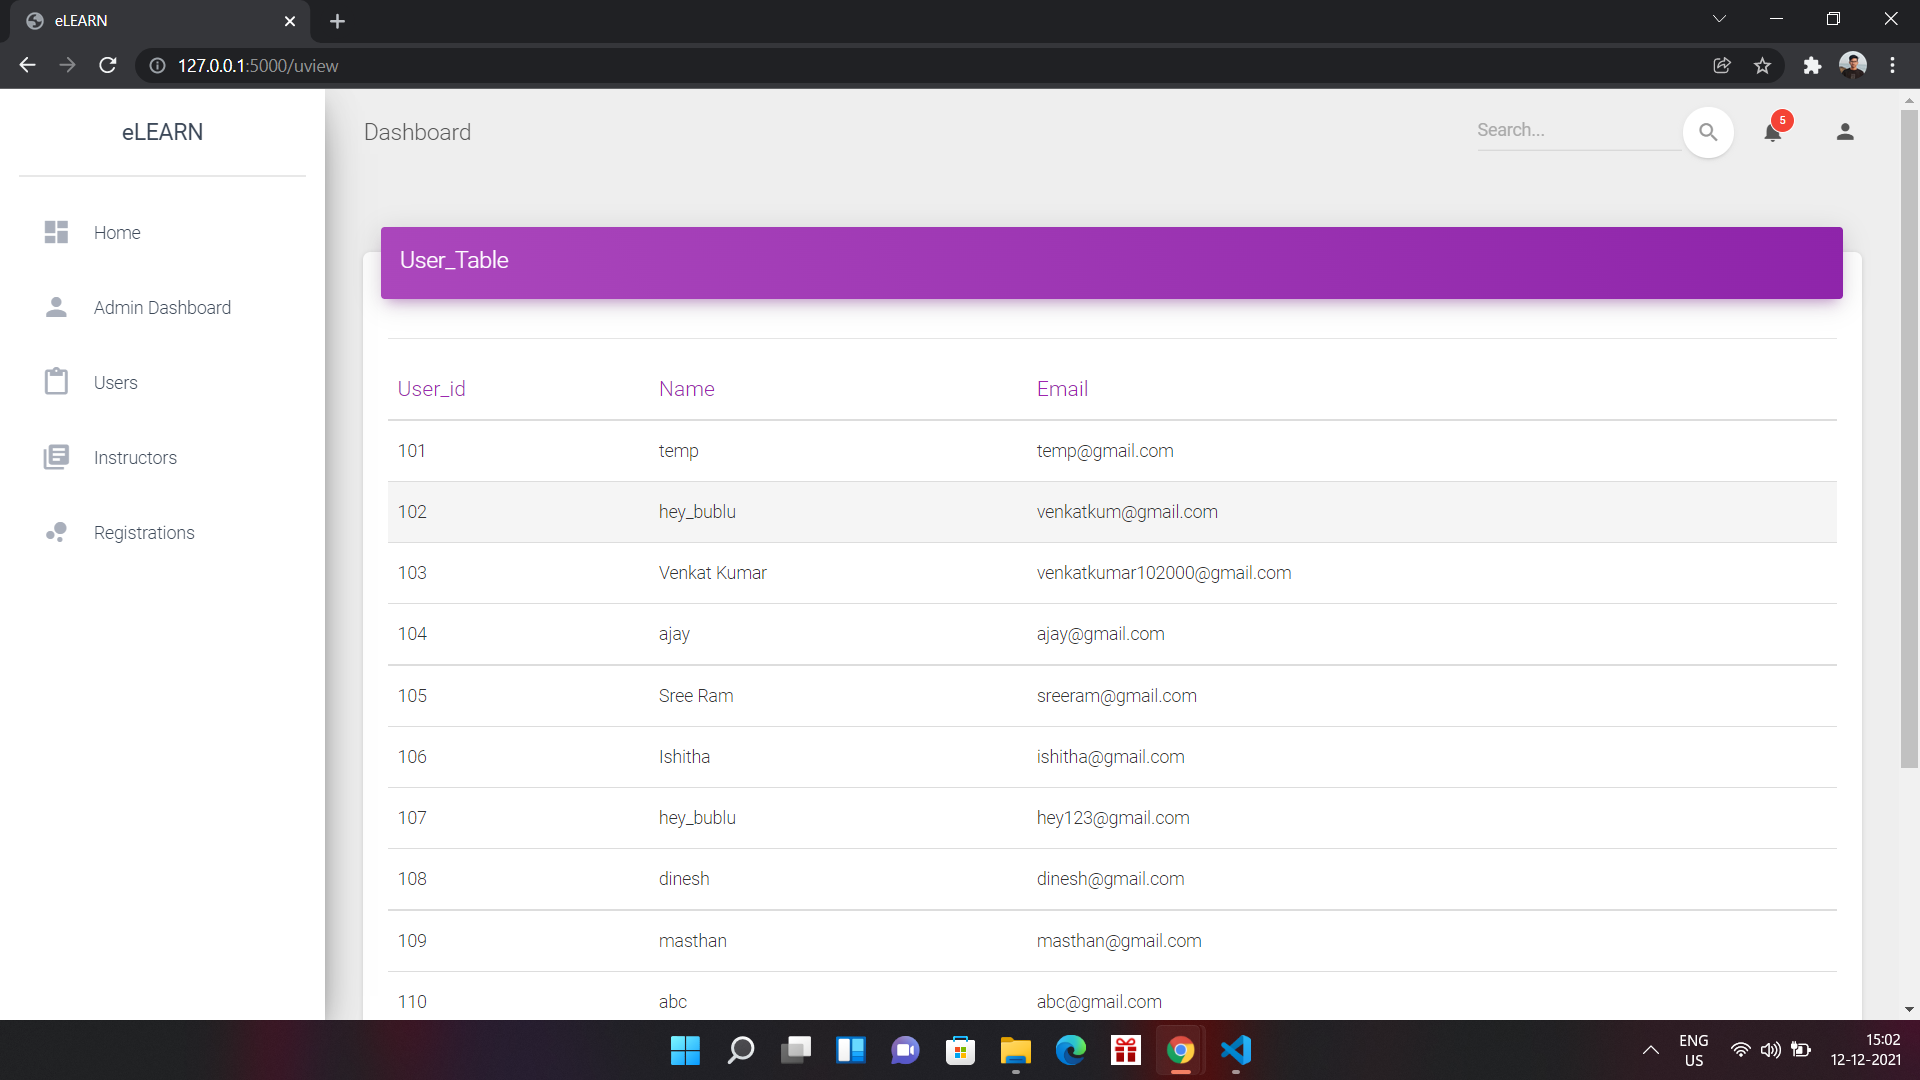 eLEARN
127.0.0.1:5000/uview
eLEARN
Dashboard
Search...
5
Home
Admin Dashboard
Users
Instructors
Registrations
User_Table
User_id Name Email
101 temp temp@gmail.com
102 hey_bublu venkatkum@gmail.com
103 Venkat Kumar venkatkumar102000@gmail.com
104 ajay ajay@gmail.com
105 Sree Ram sreeram@gmail.com
106 Ishitha ishitha@gmail.com
107 hey_bublu hey123@gmail.com
108 dinesh dinesh@gmail.com
109 masthan masthan@gmail.com
110 abc abc@gmail.com
ENG
US
15:02
12-12-2021